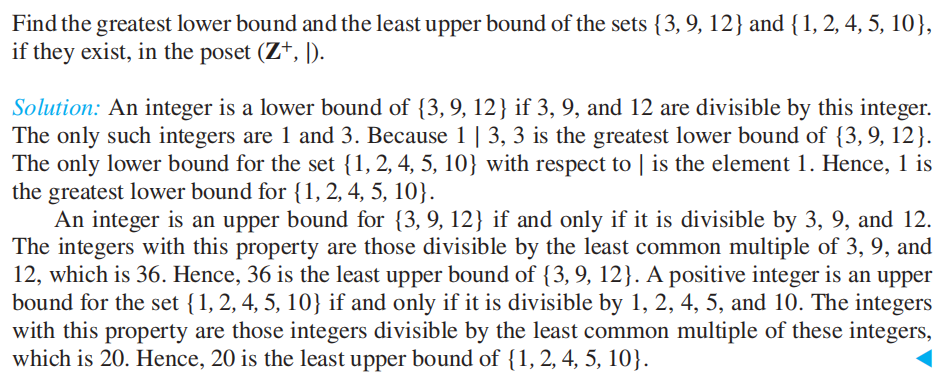 Find the greatest lower bound and the least upper bound of the sets {3, 9, 12} and {1, 2, 4, 5, 10},
if they exist, in the poset (Z⁺, |).
Solution: An integer is a lower bound of {3, 9, 12} if 3, 9, and 12 are divisible by this integer.
The only such integers are 1 and 3. Because 1 | 3, 3 is the greatest lower bound of {3, 9, 12}.
The only lower bound for the set {1, 2, 4, 5, 10} with respect to | is the element 1. Hence, 1 is
the greatest lower bound for {1, 2, 4, 5, 10}.
An integer is an upper bound for {3, 9, 12} if and only if it is divisible by 3, 9, and 12.
The integers with this property are those divisible by the least common multiple of 3, 9, and
12, which is 36. Hence, 36 is the least upper bound of {3, 9, 12}. A positive integer is an upper
bound for the set {1, 2, 4, 5, 10} if and only if it is divisible by 1, 2, 4, 5, and 10. The integers
with this property are those integers divisible by the least common multiple of these integers,
which is 20. Hence, 20 is the least upper bound of {1, 2, 4, 5, 10}.